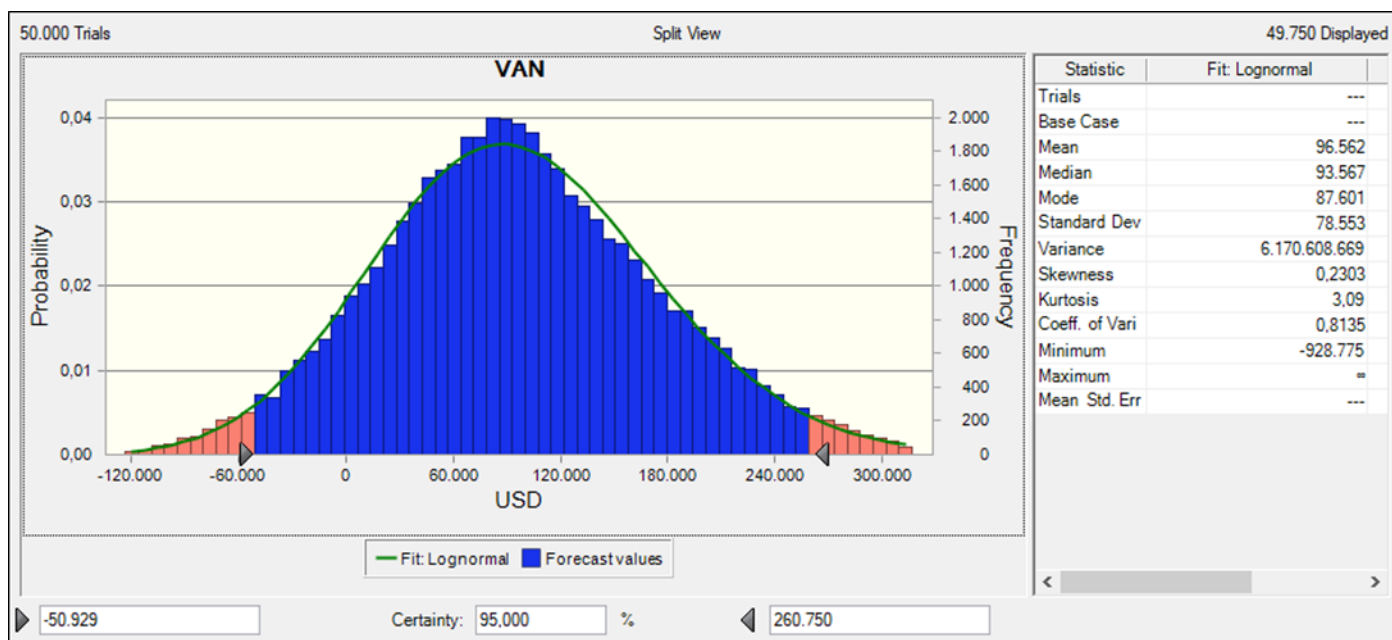 50.000 Trials Split View 49.750 Displayed
VAN
Probability
0,04
0,03
0,02
0,01
0,00
2.000
1.800
1.600
1.400
1.200
1.000
800
600
400
200
0
Frequency
-120.000 -60.000 0 60.000 120.000 180.000 240.000 300.000
USD
Fit: Lognormal Forecast values
Statistic Fit: Lognormal
Trials ---
Base Case ---
Mean 96.562
Median 93.567
Mode 87.601
Standard Dev 78.553
Variance 6.170.608.669
Skewness 0,2303
Kurtosis 3,09
Coeff. of Vari 0,8135
Minimum -928.775
Maximum ∞
Mean Std. Err ---
-50.929 Certainty: 95,000 % 260.750